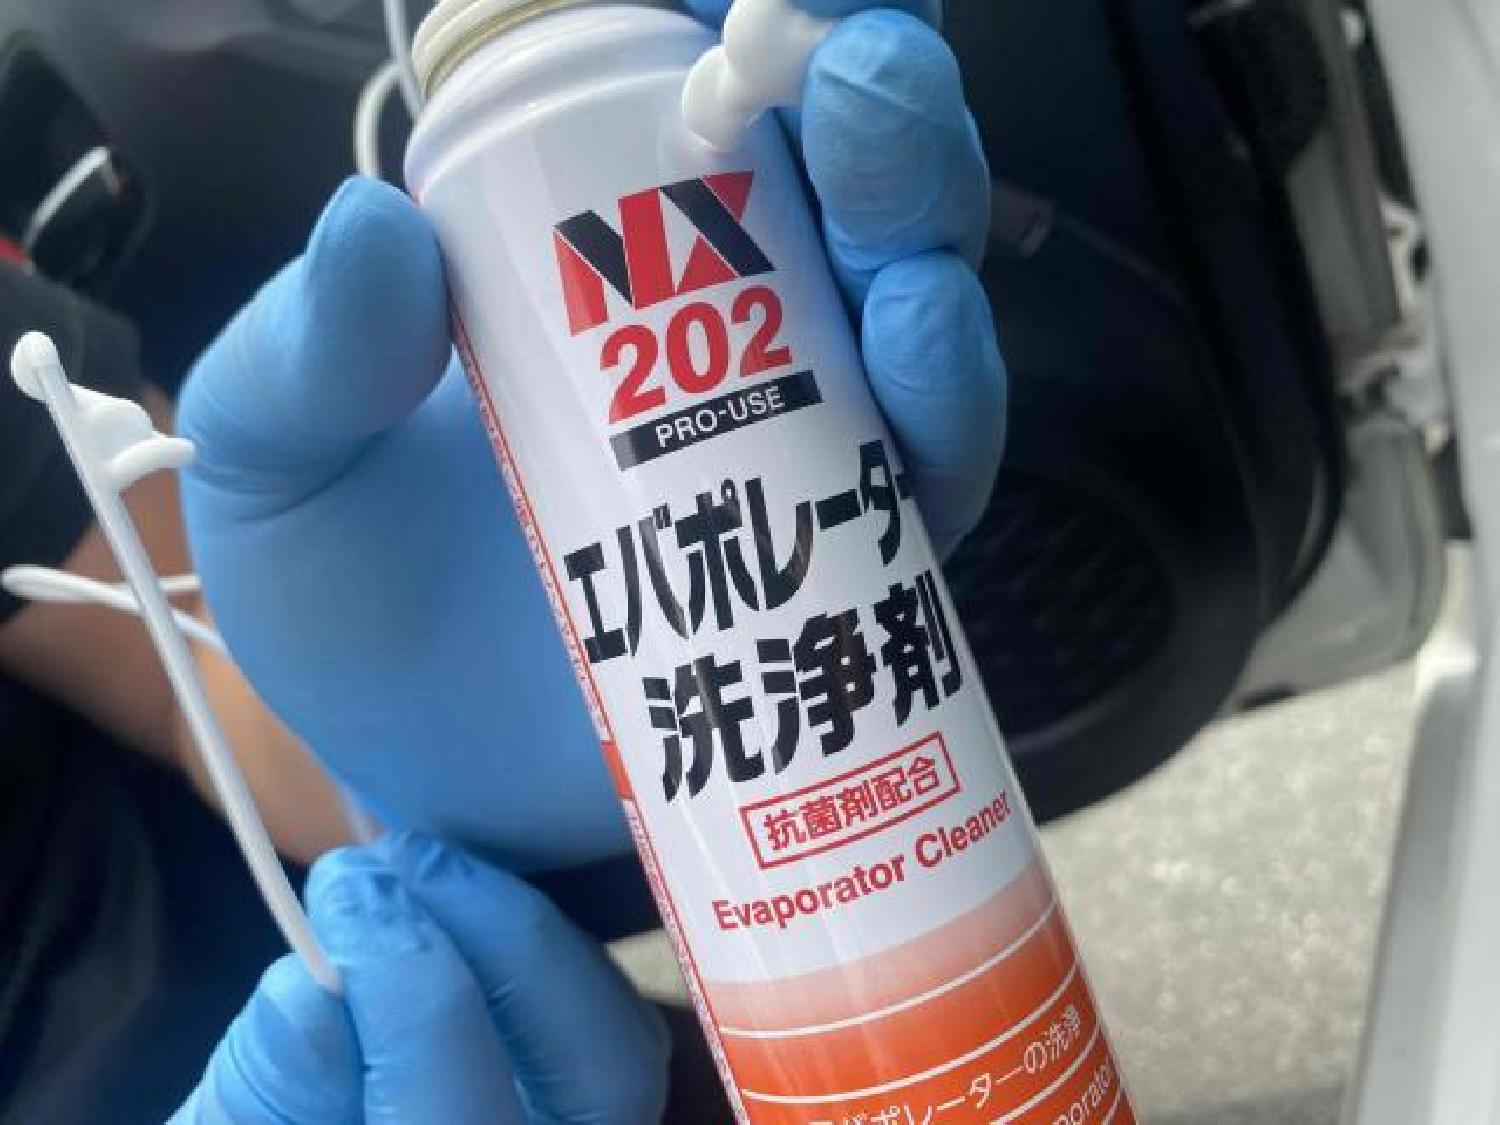 NX
202
PRO-USE
エバポレーター
洗浄剤
抗菌剤配合
Evaporator Cleaner
エバポレーターの洗浄